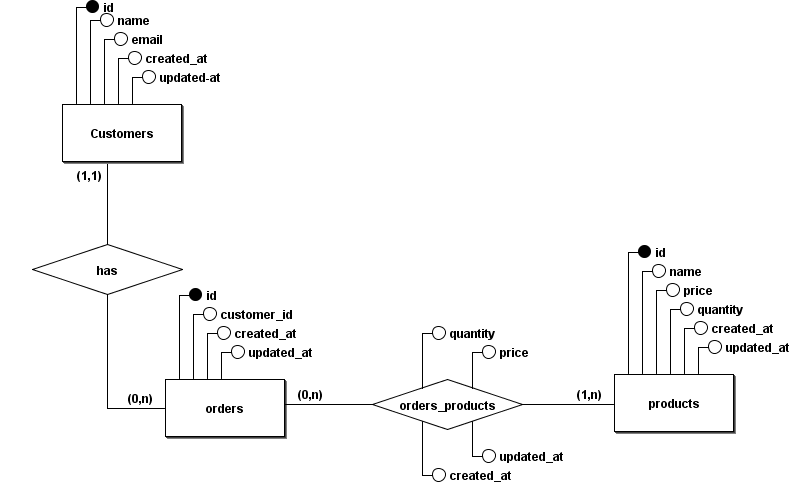 id
name
email
created_at
updated-at
Customers
(1,1)
has
(0,n)
id
customer_id
created_at
updated_at
orders
(0,n)
quantity
price
orders_products
updated_at
created_at
(1,n)
id
name
price
quantity
created_at
updated_at
products